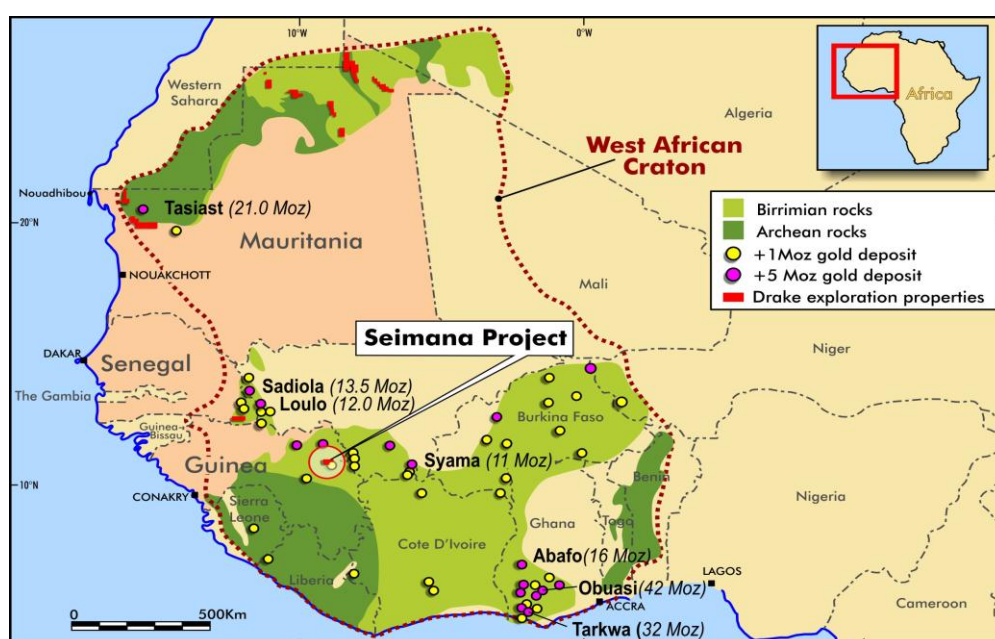 10°W
0°W
Western
Sahara
Algeria
Africa
West African
Craton
Nouadhibou
Tasiast (21.0 Moz)
20°N
Mauritania
Birrimian rocks
Archean rocks
+1Moz gold deposit
+5 Moz gold deposit
Drake exploration properties
NOUAKCHOTT
Mali
Seimana Project
DAKAR
Senegal
Niger
The Gambia
Sadiola (13.5 Moz)
Loulo (12.0 Moz)
Burkina Faso
Guinea-
Bissau
Guinea
Syama (11 Moz)
10°N
CONAKRY
Sierra
Leone
Benin
Nigeria
Togo
Ghana
Cote D'Ivoire
Abafo (16 Moz)
Liberia
Obuasi (42 Moz)
LAGOS
ACCRA
Cameroon
0 500Km
Tarkwa (32 Moz)